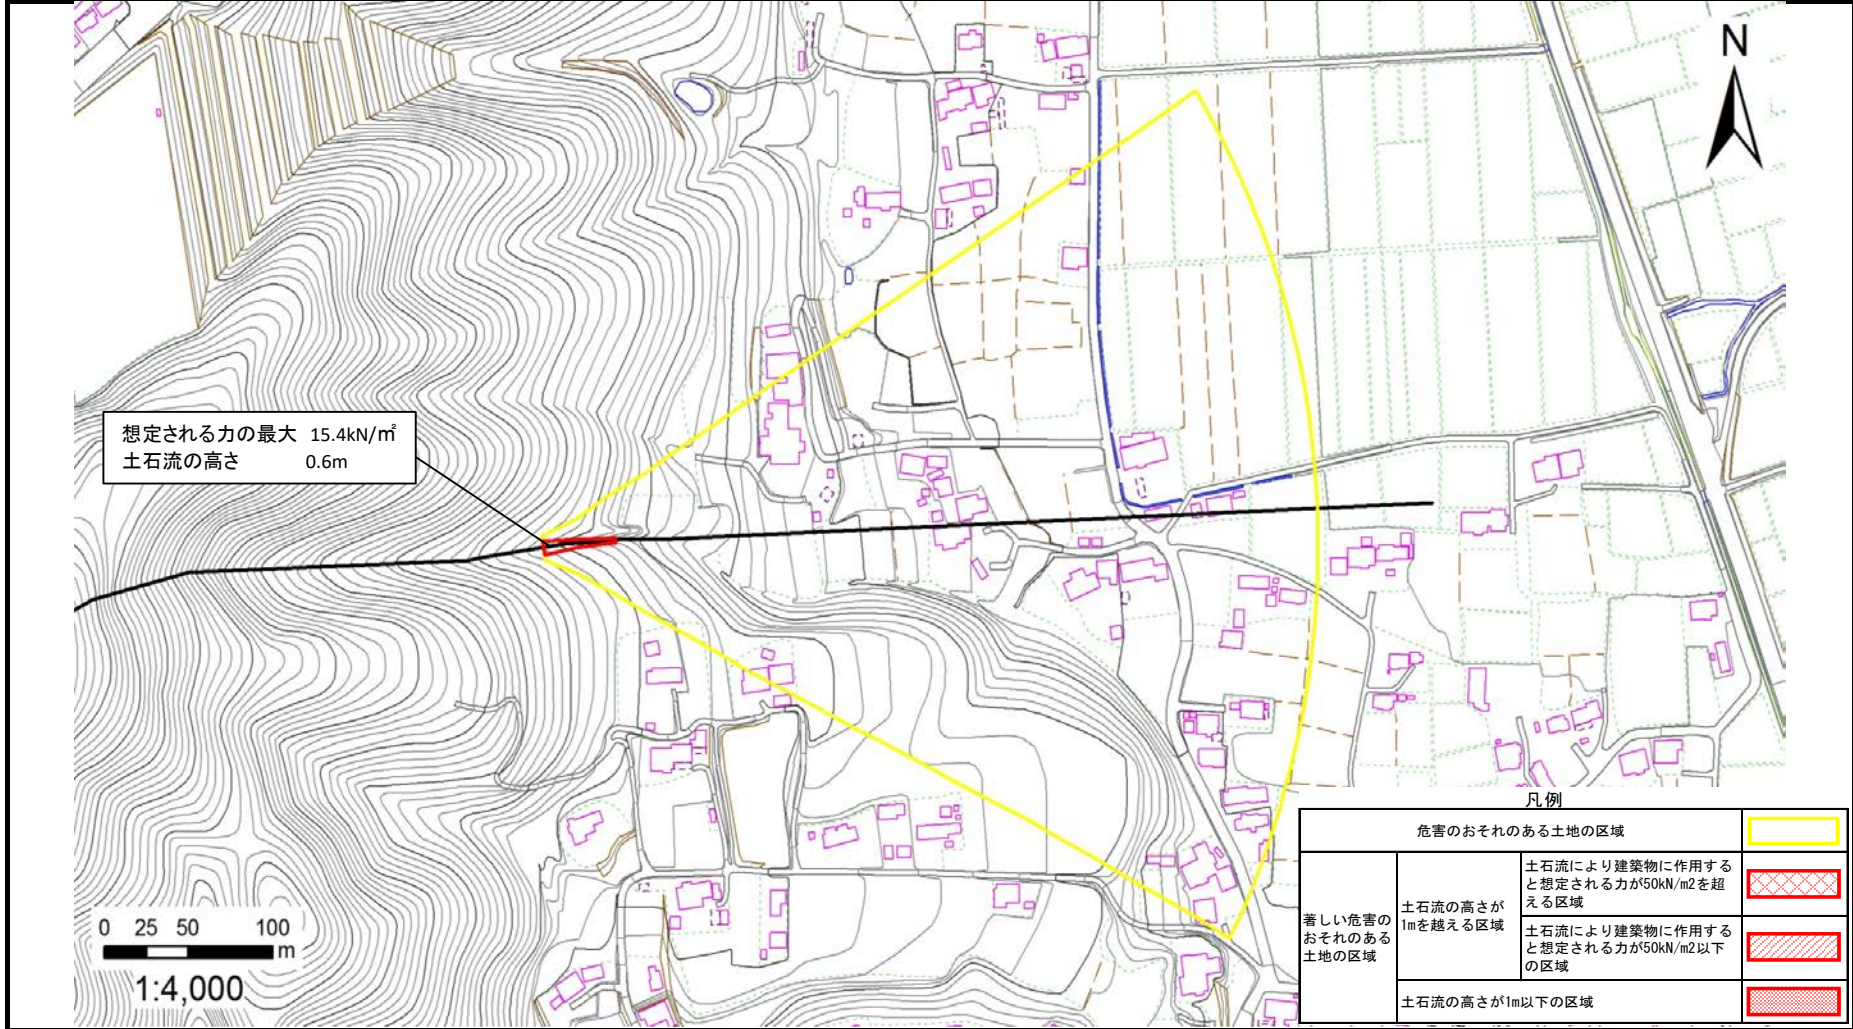 N
想定される力の最大 15.4kN/㎡
土石流の高さ 0.6m
凡例
危害のおそれのある土地の区域
著しい危害の
おそれのある
土地の区域
土石流の高さが
1mを越える区域
土石流により建築物に作用する
と想定される力が50kN/m2を超
える区域
土石流により建築物に作用する
と想定される力が50kN/m2以下
の区域
土石流の高さが1m以下の区域
0 25 50 100
m
1:4,000